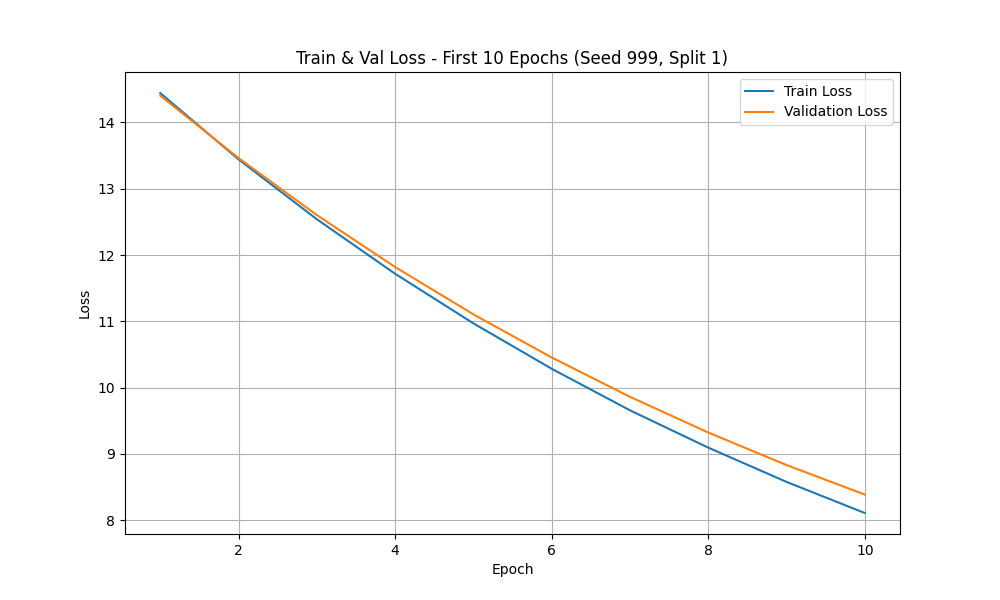 Train & Val Loss - First 10 Epochs (Seed 999, Split 1)
Train Loss
Validation Loss
14
13
12
11
10
9
8
Loss
2
4
6
8
10
Epoch